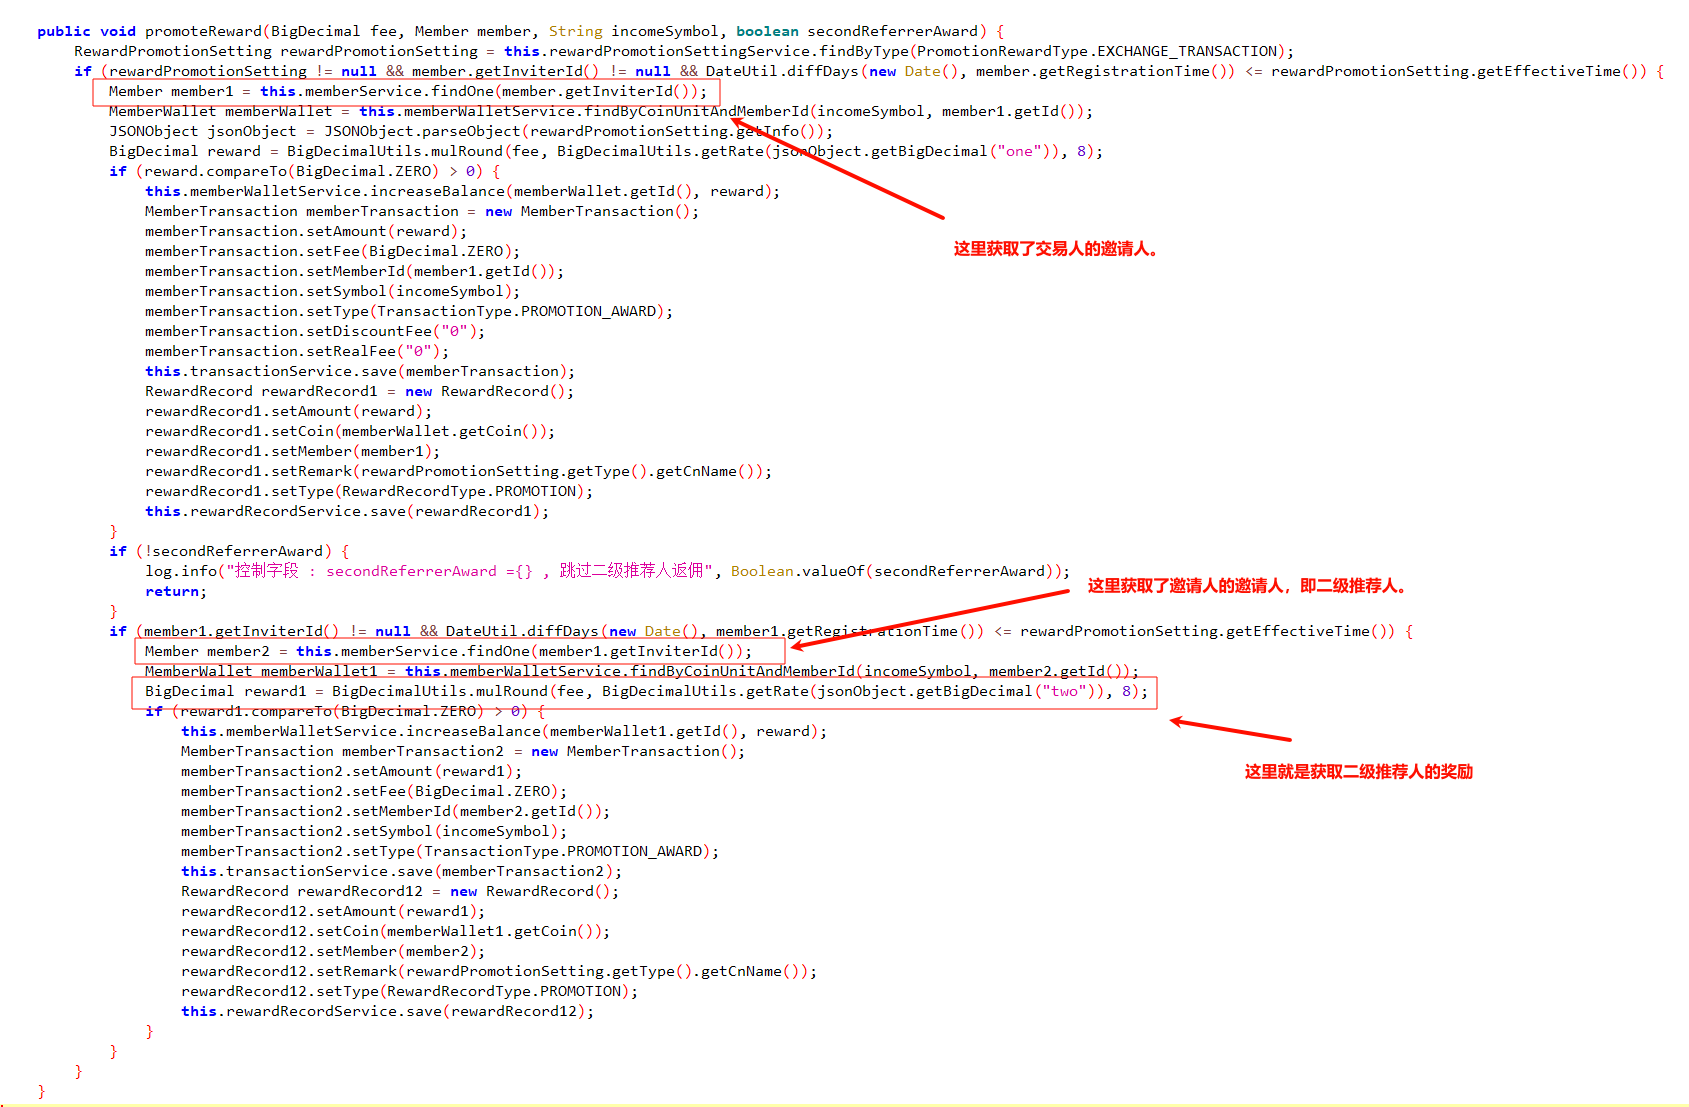 public void promoteReward(BigDecimal fee, Member member, String incomeSymbol, boolean secondReferrerAward) {
RewardPromotionSetting rewardPromotionSetting = this.rewardPromotionSettingService.findByType(PromotionRewardType.EXCHANGE_TRANSACTION);
if (rewardPromotionSetting != null && member.getInviterId() != null && DateUtil.diffDays(new Date(), member.getRegistrationTime()) <= rewardPromotionSetting.getEffectiveTime()) {
Member member1 = this.memberService.findOne(member.getInviterId());
MemberWallet memberWallet = this.memberWalletService.findByCoinUnitAndMemberId(incomeSymbol, member1.getId());
JSONObject jsonObject = JSONObject.parseObject(rewardPromotionSetting.getInfo());
BigDecimal reward = BigDecimalUtils.mulRound(fee, BigDecimalUtils.getRate(jsonObject.getBigDecimal("one")), 8);
if (reward.compareTo(BigDecimal.ZERO) > 0) {
this.memberWalletService.increaseBalance(memberWallet.getId(), reward);
MemberTransaction memberTransaction = new MemberTransaction();
memberTransaction.setAmount(reward);
这里获取了交易人的邀请人。
memberTransaction.setFee(BigDecimal.ZERO);
memberTransaction.setMemberId(member1.getId());
memberTransaction.setSymbol(incomeSymbol);
memberTransaction.setType(TransactionType.PROMOTION_AWARD);
memberTransaction.setDiscountFee("0");
memberTransaction.setRealFee("0");
this.transactionService.save(memberTransaction);
RewardRecord rewardRecord1 = new RewardRecord();
rewardRecord1.setAmount(reward);
rewardRecord1.setCoin(memberWallet.getCoin());
rewardRecord1.setMember(member1);
rewardRecord1.setRemark(rewardPromotionSetting.getType().getCnName());
rewardRecord1.setType(RewardRecordType.PROMOTION);
this.rewardRecordService.save(rewardRecord1);
}
if (!secondReferrerAward) {
log.info("控制字段 : secondReferrerAward ={} , 跳过二级推荐人返佣", Boolean.valueOf(secondReferrerAward));
这里获取了邀请人的邀请人，即二级推荐人。
return;
}
if (member1.getInviterId() != null && DateUtil.diffDays(new Date(), member1.getRegistrationTime()) <= rewardPromotionSetting.getEffectiveTime()) {
Member member2 = this.memberService.findOne(member1.getInviterId());
MemberWallet memberWallet1 = this.memberWalletService.findByCoinUnitAndMemberId(incomeSymbol, member2.getId());
BigDecimal reward1 = BigDecimalUtils.mulRound(fee, BigDecimalUtils.getRate(jsonObject.getBigDecimal("two")), 8);
if (reward1.compareTo(BigDecimal.ZERO) > 0) {
this.memberWalletService.increaseBalance(memberWallet1.getId(), reward);
MemberTransaction memberTransaction2 = new MemberTransaction();
memberTransaction2.setAmount(reward1);
这里就是获取二级推荐人的奖励
memberTransaction2.setFee(BigDecimal.ZERO);
memberTransaction2.setMemberId(member2.getId());
memberTransaction2.setSymbol(incomeSymbol);
memberTransaction2.setType(TransactionType.PROMOTION_AWARD);
this.transactionService.save(memberTransaction2);
RewardRecord rewardRecord12 = new RewardRecord();
rewardRecord12.setAmount(reward1);
rewardRecord12.setCoin(memberWallet1.getCoin());
rewardRecord12.setMember(member2);
rewardRecord12.setRemark(rewardPromotionSetting.getType().getCnName());
rewardRecord12.setType(RewardRecordType.PROMOTION);
this.rewardRecordService.save(rewardRecord12);
}
}
}
}